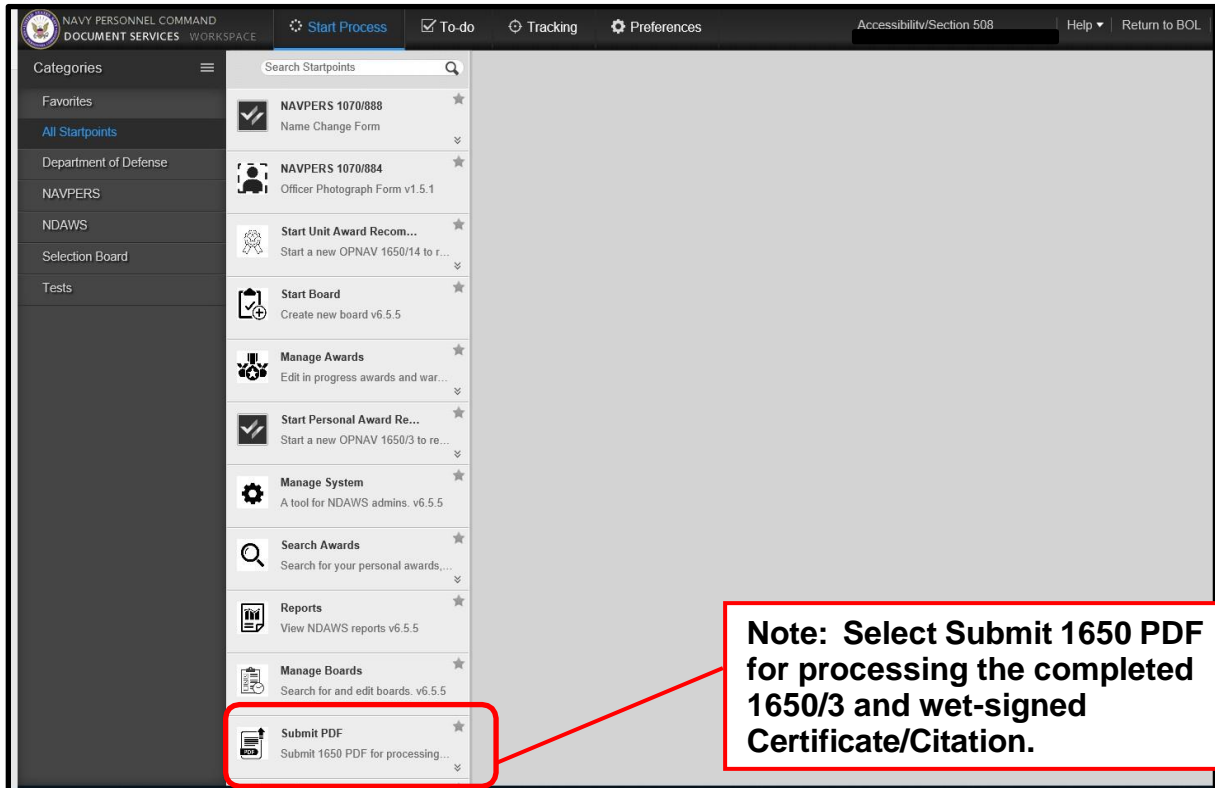 NAVY PERSONNEL COMMAND
DOCUMENT SERVICES WORKSPACE
Start Process
To-do
Tracking
Preferences
Accessibility/Section 508
Help
Return to BOL
Categories
Favorites
All Startpoints
Department of Defense
NAVPERS
NDAWS
Selection Board
Tests
Search Startpoints
NAVPERS 1070/888
Name Change Form
NAVPERS 1070/884
Officer Photograph Form v1.5.1
Start Unit Award Recom...
Start a new OPNAV 1650/14 to r...
Start Board
Create new board v6.5.5
Manage Awards
Edit in progress awards and war...
Start Personal Award Re...
Start a new OPNAV 1650/3 to re...
Manage System
A tool for NDAWS admins. v6.5.5
Search Awards
Search for your personal awards,...
Reports
View NDAWS reports v6.5.5
Manage Boards
Search for and edit boards. v6.5.5
PDF
Submit PDF
Submit 1650 PDF for processing...
Note: Select Submit 1650 PDF
for processing the completed
1650/3 and wet-signed
Certificate/Citation.